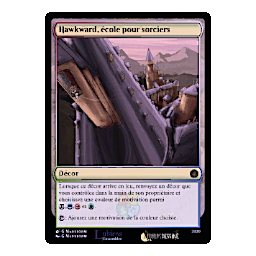 Hawkward, école pour sorciers
Décor
Lorsque ce décor arrive en jeu, renvoyez un décor que
vous contrôlez dans la main de son propriétaire et
choisissez une couleur de motivation parmi
: Ajoutez une motivation de la couleur choisie.